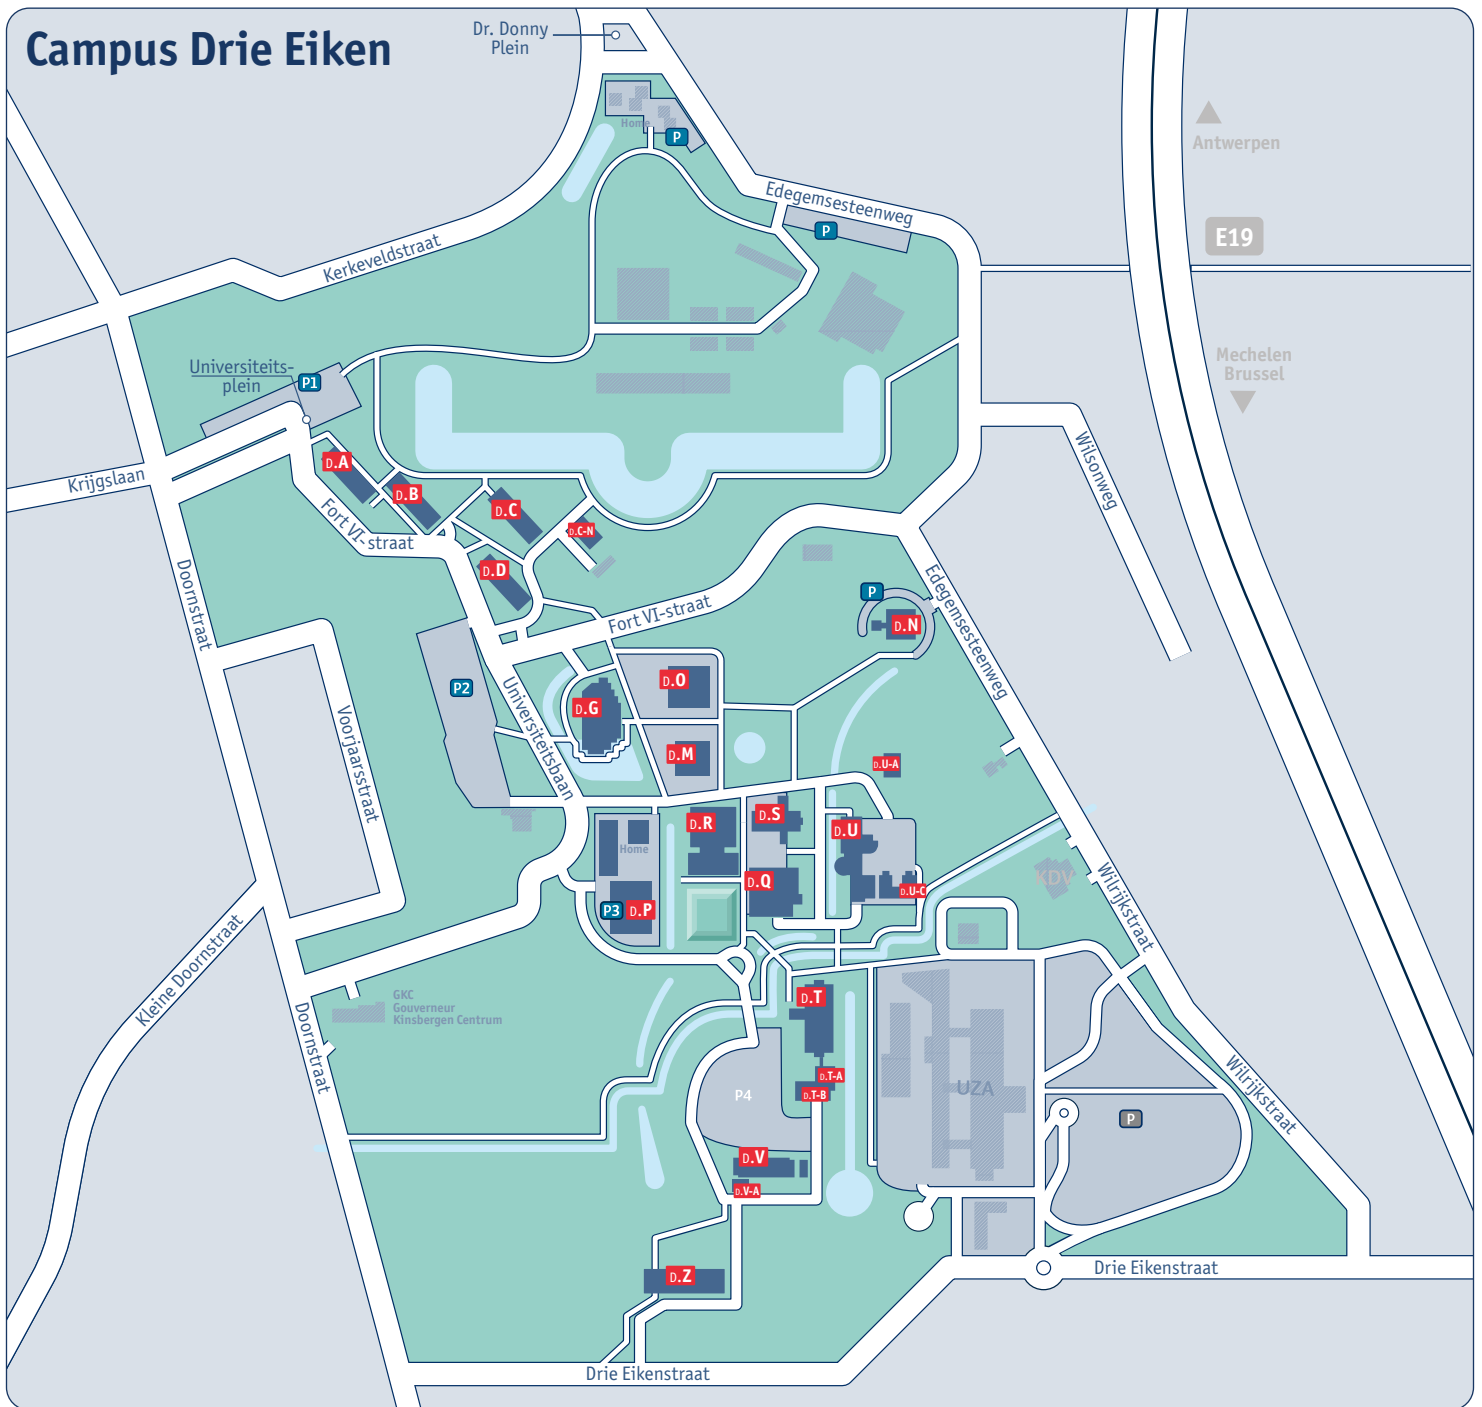 Campus Drie Eiken
Dr. Donny
Plein
Home
P
Antwerpen
Edegemsesteenweg
P
E19
Kerkeveldstraat
Mechelen
Brussel
Universiteits-
plein
P1
Wilsonweg
Krijgslaan
D.A
D.B
D.C
D.C-N
Fort VI-straat
D.D
Doornstraat
Edegemsesteenweg
P
Fort VI-straat
D.N
D.O
P2
Universiteitsbaan
D.G
D.M
Voorjaarsstraat
D.U-A
D.R
D.S
D.U
Home
D.Q
KDV
D.U-C
P3
D.P
Wilrijkstraat
Kleine Doornstraat
GKC
Gouverneur
Kinsbergen Centrum
D.T
Doornstraat
D.T-A
UZA
P4
D.T-B
Wilrijkstraat
P
D.V
D.V-A
Drie Eikenstraat
D.Z
Drie Eikenstraat